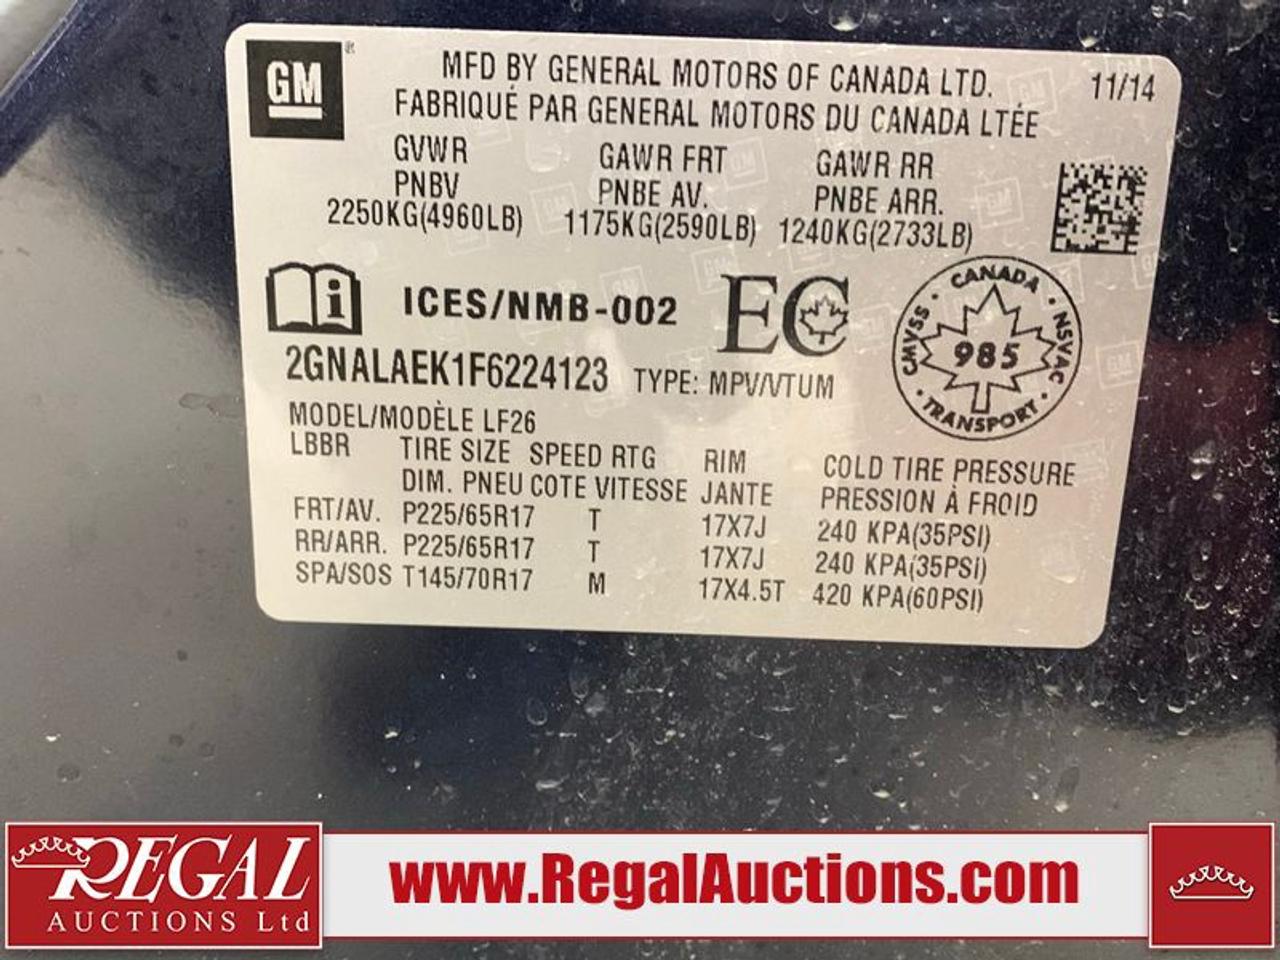 GM ®
MFD BY GENERAL MOTORS OF CANADA LTD. 11/14
FABRIQUÉ PAR GENERAL MOTORS DU CANADA LTÉE
GVWR GAWR FRT GAWR RR
PNBV PNBE AV. PNBE ARR.
2250KG(4960LB) 1175KG(2590LB) 1240KG(2733LB)
i ICES/NMB-002 EC
CANADA · NSVAC · TRANSPORT · CMVSS ·
985
2GNALAEK1F6224123 TYPE: MPV/VTUM
MODEL/MODÈLE LF26
LBBR TIRE SIZE SPEED RTG RIM COLD TIRE PRESSURE
DIM. PNEU COTE VITESSE JANTE PRESSION À FROID
FRT/AV. P225/65R17 T 17X7J 240 KPA(35PSI)
RR/ARR. P225/65R17 T 17X7J 240 KPA(35PSI)
SPA/SOS T145/70R17 M 17X4.5T 420 KPA(60PSI)
REGAL
AUCTIONS Ltd
www.RegalAuctions.com